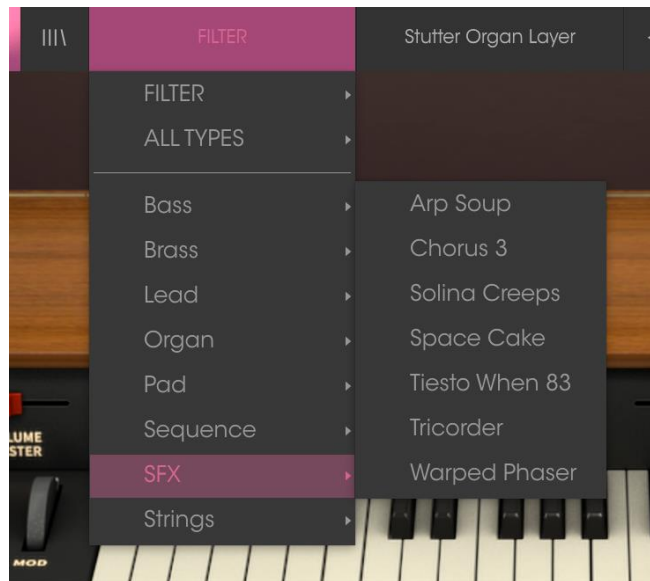 FILTER
Stutter Organ Layer
FILTER
ALL TYPES
Bass
Brass
Lead
Organ
Pad
Sequence
SFX
Strings
Arp Soup
Chorus 3
Solina Creeps
Space Cake
Tiesto When 83
Tricorder
Warped Phaser
LUME
STER
MOD